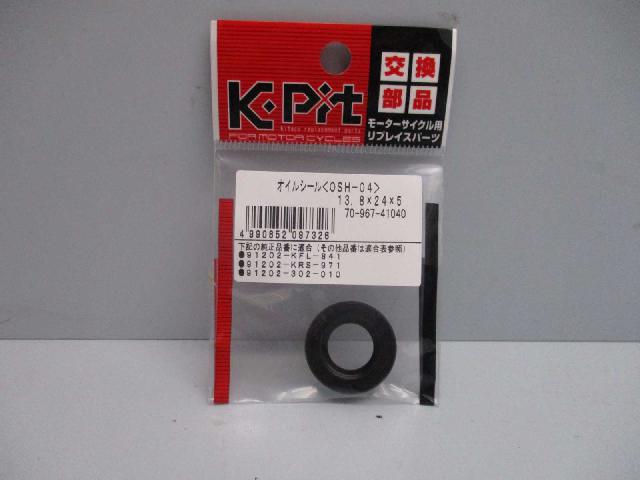 K・Pit
kitaco replacement parts
FOR MOTORCYCLES
交換
部品
モーターサイクル用
リプレイスパーツ
オイルシール<OSH-04>
13.8×24×5
70-967-41040
4990852097326
下記の純正品番に適合(その他品番は適合表参照)
●91202-KFL-841
●91202-KRS-971
●91202-302-010